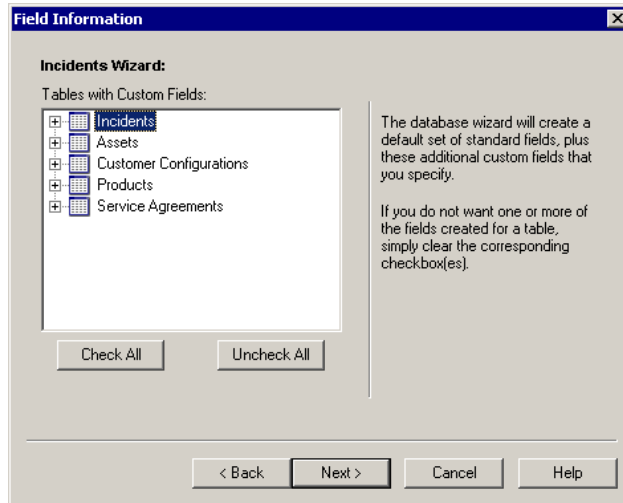 Field Information
Incidents Wizard:
Tables with Custom Fields:
Incidents
Assets
Customer Configurations
Products
Service Agreements
The database wizard will create a
default set of standard fields, plus
these additional custom fields that
you specify.
If you do not want one or more of
the fields created for a table,
simply clear the corresponding
checkbox(es).
Check All
Uncheck All
< Back
Next >
Cancel
Help